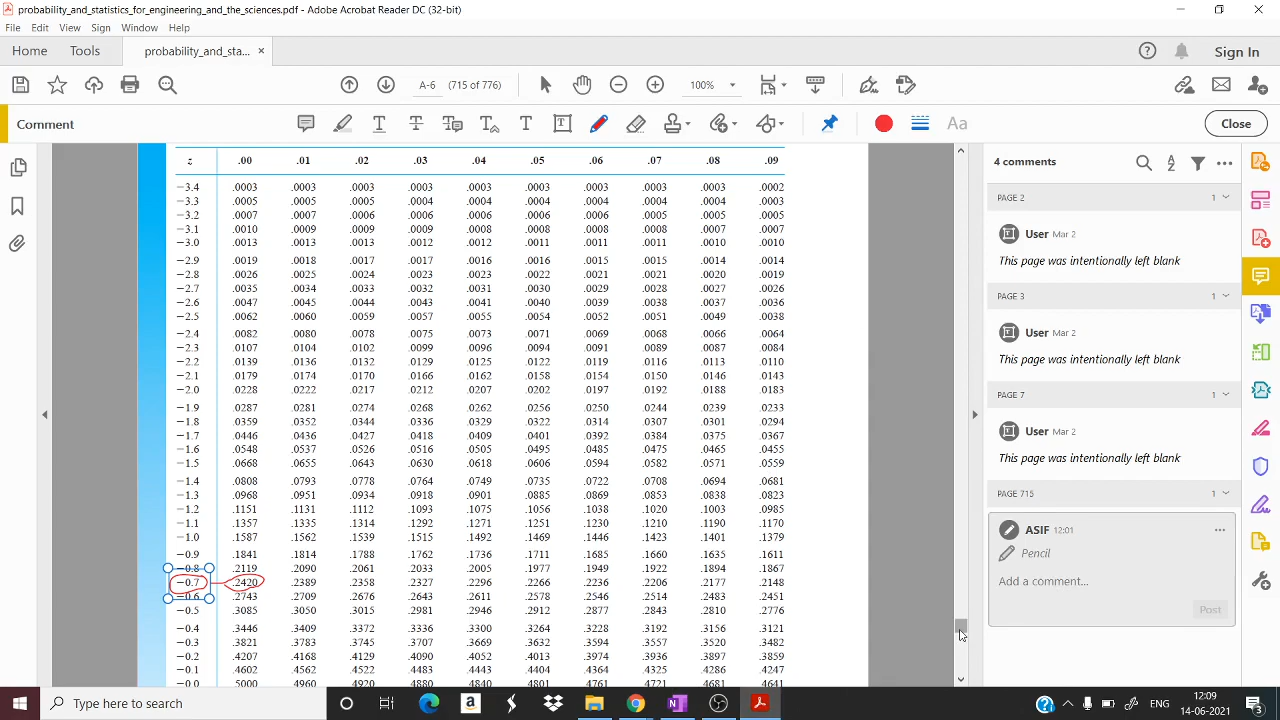 probability_and_statistics_for_engineering_and_the_sciences.pdf - Adobe Acrobat Reader DC (32-bit)
File Edit View Sign Window Help
Home Tools probability_and_sta... × Sign In
A-6 (715 of 776) 100%
Comment Close
z .00 .01 .02 .03 .04 .05 .06 .07 .08 .09
−3.4 .0003 .0003 .0003 .0003 .0003 .0003 .0003 .0003 .0003 .0002
−3.3 .0005 .0005 .0005 .0004 .0004 .0004 .0004 .0004 .0004 .0003
−3.2 .0007 .0007 .0006 .0006 .0006 .0006 .0006 .0005 .0005 .0005
−3.1 .0010 .0009 .0009 .0009 .0008 .0008 .0008 .0008 .0007 .0007
−3.0 .0013 .0013 .0013 .0012 .0012 .0011 .0011 .0011 .0010 .0010
−2.9 .0019 .0018 .0017 .0017 .0016 .0016 .0015 .0015 .0014 .0014
−2.8 .0026 .0025 .0024 .0023 .0023 .0022 .0021 .0021 .0020 .0019
−2.7 .0035 .0034 .0033 .0032 .0031 .0030 .0029 .0028 .0027 .0026
−2.6 .0047 .0045 .0044 .0043 .0041 .0040 .0039 .0038 .0037 .0036
−2.5 .0062 .0060 .0059 .0057 .0055 .0054 .0052 .0051 .0049 .0038
−2.4 .0082 .0080 .0078 .0075 .0073 .0071 .0069 .0068 .0066 .0064
−2.3 .0107 .0104 .0102 .0099 .0096 .0094 .0091 .0089 .0087 .0084
−2.2 .0139 .0136 .0132 .0129 .0125 .0122 .0119 .0116 .0113 .0110
−2.1 .0179 .0174 .0170 .0166 .0162 .0158 .0154 .0150 .0146 .0143
−2.0 .0228 .0222 .0217 .0212 .0207 .0202 .0197 .0192 .0188 .0183
−1.9 .0287 .0281 .0274 .0268 .0262 .0256 .0250 .0244 .0239 .0233
−1.8 .0359 .0352 .0344 .0336 .0329 .0322 .0314 .0307 .0301 .0294
−1.7 .0446 .0436 .0427 .0418 .0409 .0401 .0392 .0384 .0375 .0367
−1.6 .0548 .0537 .0526 .0516 .0505 .0495 .0485 .0475 .0465 .0455
−1.5 .0668 .0655 .0643 .0630 .0618 .0606 .0594 .0582 .0571 .0559
−1.4 .0808 .0793 .0778 .0764 .0749 .0735 .0722 .0708 .0694 .0681
−1.3 .0968 .0951 .0934 .0918 .0901 .0885 .0869 .0853 .0838 .0823
−1.2 .1151 .1131 .1112 .1093 .1075 .1056 .1038 .1020 .1003 .0985
−1.1 .1357 .1335 .1314 .1292 .1271 .1251 .1230 .1210 .1190 .1170
−1.0 .1587 .1562 .1539 .1515 .1492 .1469 .1446 .1423 .1401 .1379
−0.9 .1841 .1814 .1788 .1762 .1736 .1711 .1685 .1660 .1635 .1611
−0.8 .2119 .2090 .2061 .2033 .2005 .1977 .1949 .1922 .1894 .1867
−0.7 .2420 .2389 .2358 .2327 .2296 .2266 .2236 .2206 .2177 .2148
−0.6 .2743 .2709 .2676 .2643 .2611 .2578 .2546 .2514 .2483 .2451
−0.5 .3085 .3050 .3015 .2981 .2946 .2912 .2877 .2843 .2810 .2776
−0.4 .3446 .3409 .3372 .3336 .3300 .3264 .3228 .3192 .3156 .3121
−0.3 .3821 .3783 .3745 .3707 .3669 .3632 .3594 .3557 .3520 .3482
−0.2 .4207 .4168 .4129 .4090 .4052 .4013 .3974 .3936 .3897 .3859
−0.1 .4602 .4562 .4522 .4483 .4443 .4404 .4364 .4325 .4286 .4247
−0.0 .5000 .4960 .4920 .4880 .4840 .4801 .4761 .4721 .4681 .4641
4 comments
PAGE 2 1
User Mar 2
This page was intentionally left blank
PAGE 3 1
User Mar 2
This page was intentionally left blank
PAGE 7 1
User Mar 2
This page was intentionally left blank
PAGE 715 1
ASIF 12:01
Pencil
Add a comment...
Post
Type here to search
ENG 12:09
14-06-2021
3